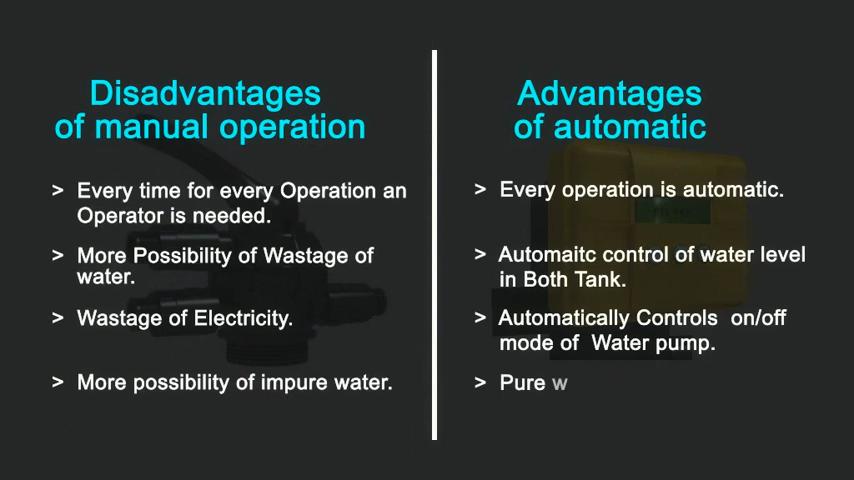 Disadvantages
of manual operation
> Every time for every Operation an
Operator is needed.
> More Possibility of Wastage of
water.
> Wastage of Electricity.
> More possibility of impure water.
Advantages
of automatic
> Every operation is automatic.
> Automaitc control of water level
in Both Tank.
> Automatically Controls on/off
mode of Water pump.
> Pure w